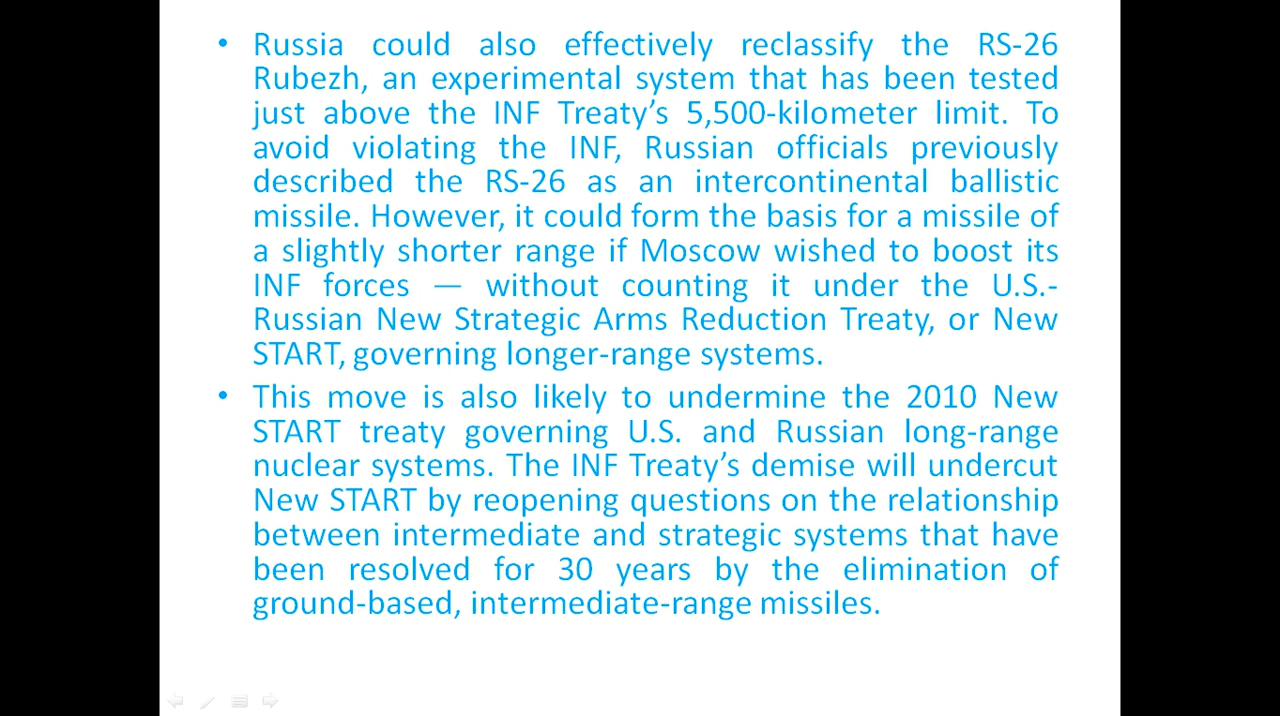 • Russia could also effectively reclassify the RS-26
Rubezh, an experimental system that has been tested
just above the INF Treaty’s 5,500-kilometer limit. To
avoid violating the INF, Russian officials previously
described the RS-26 as an intercontinental ballistic
missile. However, it could form the basis for a missile of
a slightly shorter range if Moscow wished to boost its
INF forces — without counting it under the U.S.-
Russian New Strategic Arms Reduction Treaty, or New
START, governing longer-range systems.
• This move is also likely to undermine the 2010 New
START treaty governing U.S. and Russian long-range
nuclear systems. The INF Treaty’s demise will undercut
New START by reopening questions on the relationship
between intermediate and strategic systems that have
been resolved for 30 years by the elimination of
ground-based, intermediate-range missiles.